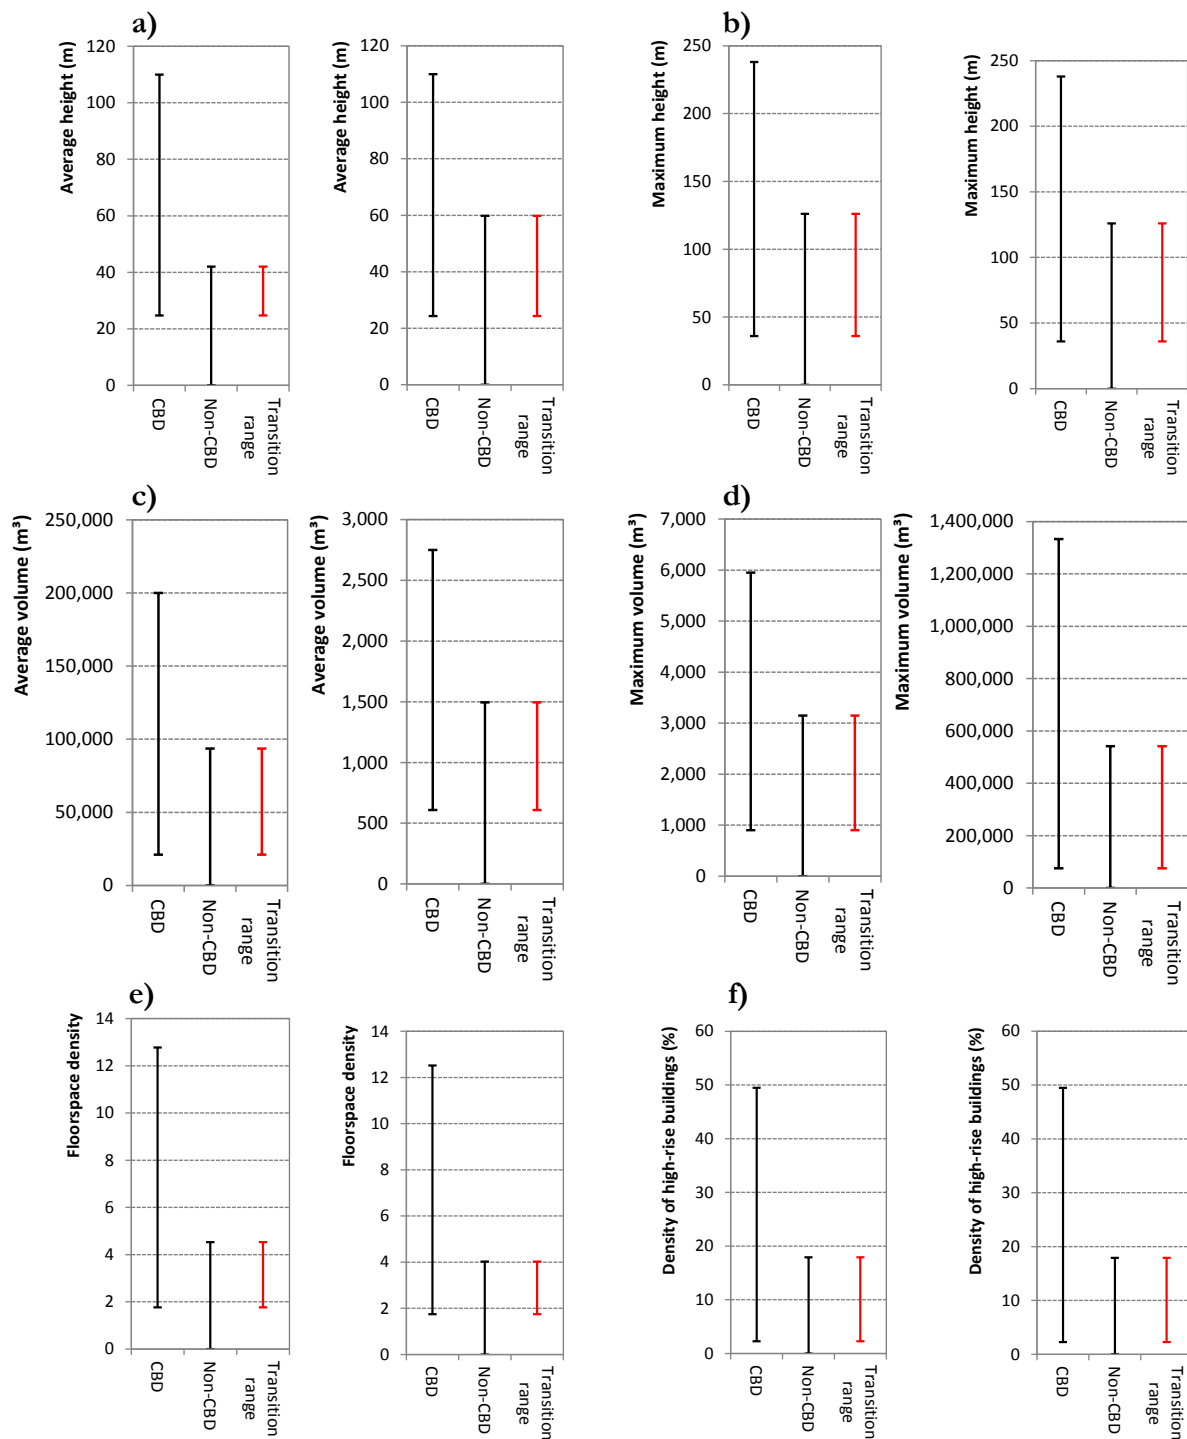 a)
Average height (m)
120
100
80
60
40
20
0
CBD
Non-CBD
Transition
range
Average height (m)
120
100
80
60
40
20
0
CBD
Non-CBD
Transition
range
b)
Maximum height (m)
250
200
150
100
50
0
CBD
Non-CBD
Transition
range
Maximum height (m)
250
200
150
100
50
0
CBD
Non-CBD
Transition
range
c)
Average volume (m³)
250,000
200,000
150,000
100,000
50,000
0
CBD
Non-CBD
Transition
range
Average volume (m³)
3,000
2,500
2,000
1,500
1,000
500
0
CBD
Non-CBD
Transition
range
d)
Maximum volume (m³)
7,000
6,000
5,000
4,000
3,000
2,000
1,000
0
CBD
Non-CBD
Transition
range
Maximum volume (m³)
1,400,000
1,200,000
1,000,000
800,000
600,000
400,000
200,000
0
CBD
Non-CBD
Transition
range
e)
Floorspace density
14
12
10
8
6
4
2
0
CBD
Non-CBD
Transition
range
Floorspace density
14
12
10
8
6
4
2
0
CBD
Non-CBD
Transition
range
f)
Density of high-rise buildings (%)
60
50
40
30
20
10
0
CBD
Non-CBD
Transition
range
Density of high-rise buildings (%)
60
50
40
30
20
10
0
CBD
Non-CBD
Transition
range